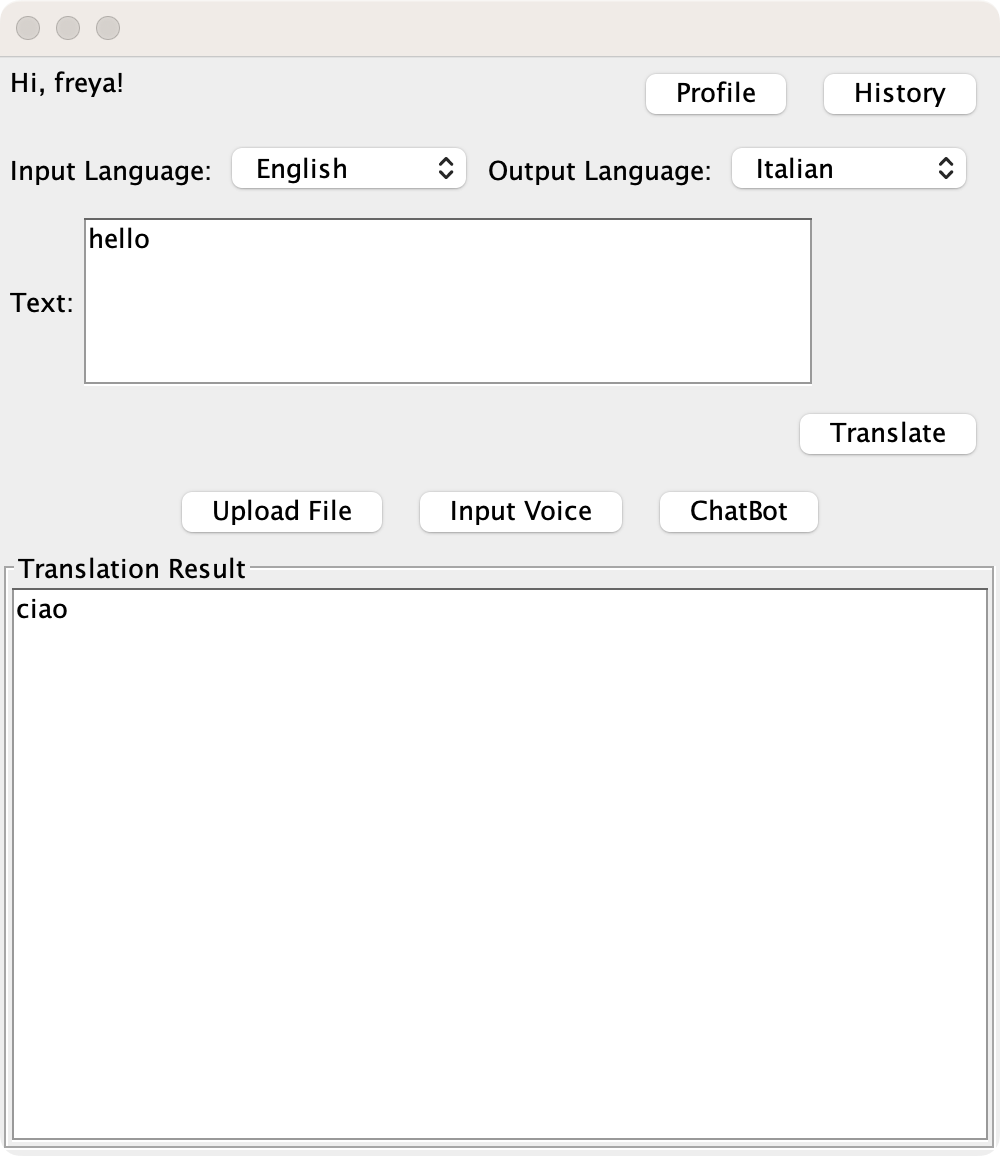 Hi, freya!
Profile
History
Input Language:
English
Output Language:
Italian
Text:
hello
Translate
Upload File
Input Voice
ChatBot
Translation Result
ciao